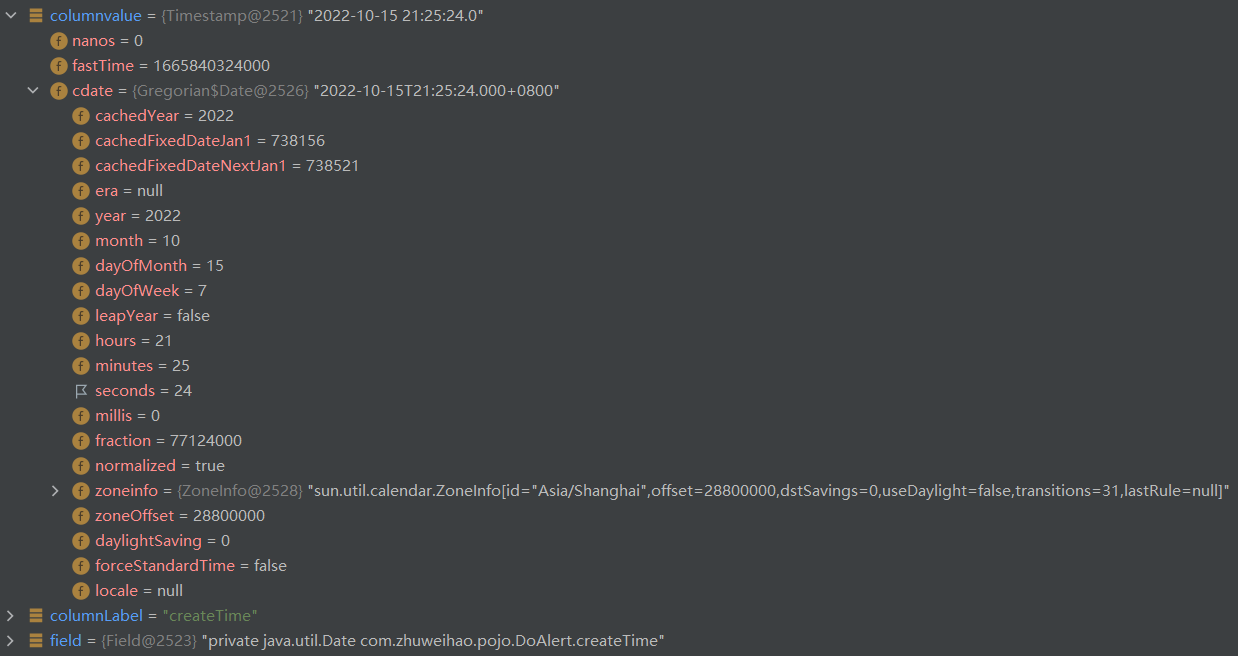 columnvalue = {Timestamp@2521} "2022-10-15 21:25:24.0"
f nanos = 0
f fastTime = 1665840324000
f cdate = {Gregorian$Date@2526} "2022-10-15T21:25:24.000+0800"
f cachedYear = 2022
f cachedFixedDateJan1 = 738156
f cachedFixedDateNextJan1 = 738521
f era = null
f year = 2022
f month = 10
f dayOfMonth = 15
f dayOfWeek = 7
f leapYear = false
f hours = 21
f minutes = 25
seconds = 24
f millis = 0
f fraction = 77124000
f normalized = true
f zoneinfo = {ZoneInfo@2528} "sun.util.calendar.ZoneInfo[id="Asia/Shanghai",offset=28800000,dstSavings=0,useDaylight=false,transitions=31,lastRule=null]"
f zoneOffset = 28800000
f daylightSaving = 0
f forceStandardTime = false
f locale = null
columnLabel = "createTime"
field = {Field@2523} "private java.util.Date com.zhuweihao.pojo.DoAlert.createTime"